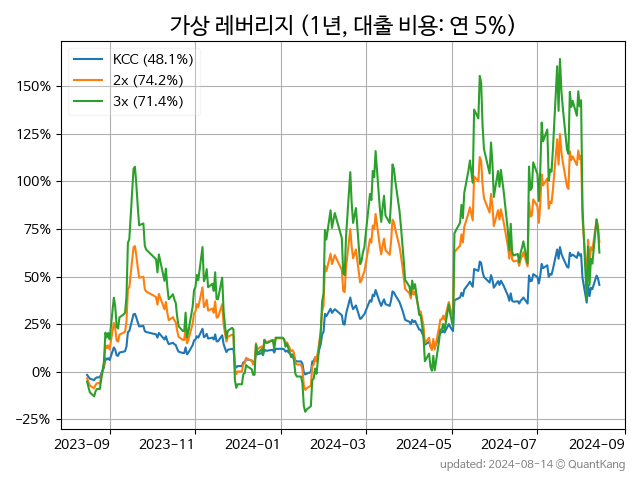 가상 레버리지 (1년, 대출 비용: 연 5%)
KCC (48.1%)
2x (74.2%)
3x (71.4%)
150%
125%
100%
75%
50%
25%
0%
−25%
2023-09 2023-11 2024-01 2024-03 2024-05 2024-07 2024-09
updated: 2024-08-14 © QuantKang